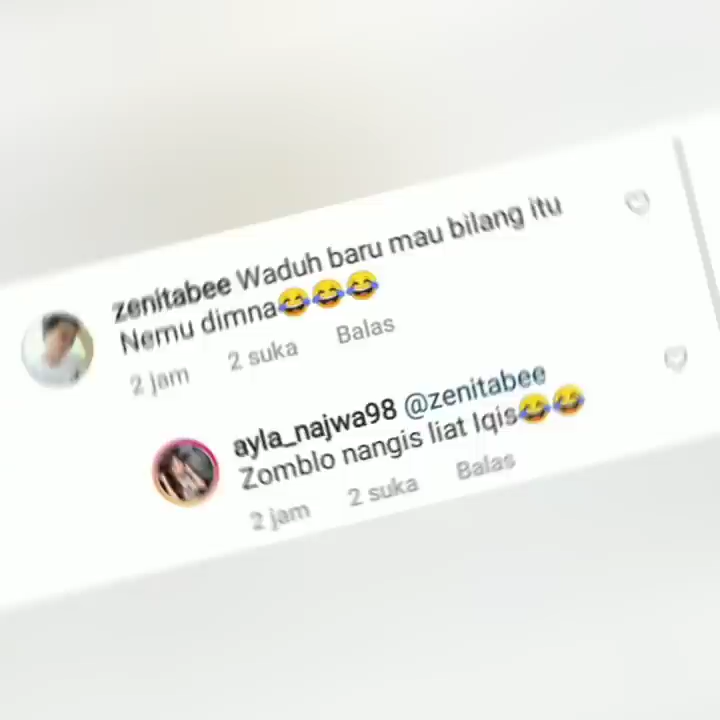 zenitabee Waduh baru mau bilang itu
Nemu dimna😂😂😂
2 jam 2 suka Balas
ayla_najwa98 @zenitabee
Zomblo nangis liat Iqis😂😂
2 jam 2 suka Balas